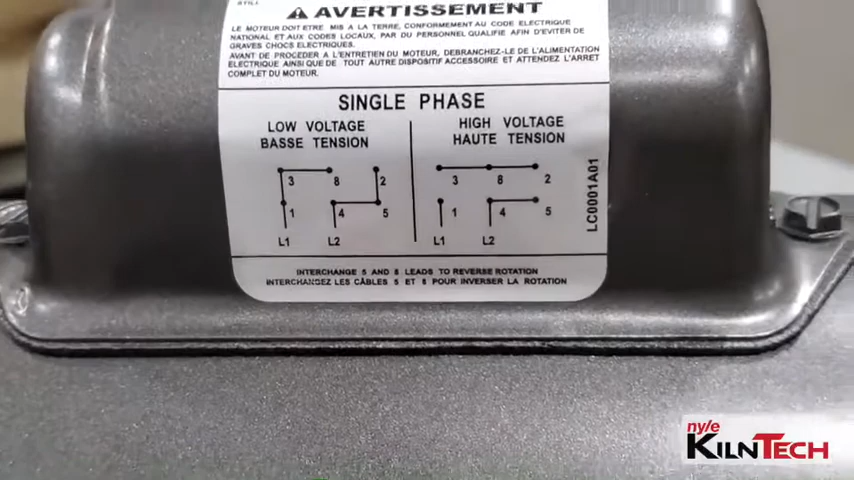 AVERTISSEMENT
LE MOTEUR DOIT ETRE MIS A LA TERRE, CONFORMEMENT AU CODE ELECTRIQUE
NATIONAL ET AUX CODES LOCAUX, PAR DU PERSONNEL QUALIFIE AFIN D'EVITER DE
GRAVES CHOCS ELECTRIQUES.
AVANT DE PROCEDER A L'ENTRETIEN DU MOTEUR, DEBRANCHEZ-LE DE L'ALIMENTATION
ELECTRIQUE AINSI QUE DE TOUT AUTRE DISPOSITIF ACCESSOIRE ET ATTENDEZ L'ARRET
COMPLET DU MOTEUR.
SINGLE PHASE
LOW VOLTAGE
BASSE TENSION
3 8 2
1 4 5
L1 L2
HIGH VOLTAGE
HAUTE TENSION
3 8 2
1 4 5
L1 L2
LC0001A01
INTERCHANGE 5 AND 8 LEADS TO REVERSE ROTATION
INTERCHANGEZ LES CÂBLES 5 ET 8 POUR INVERSER LA ROTATION
nyle
KILNTECH